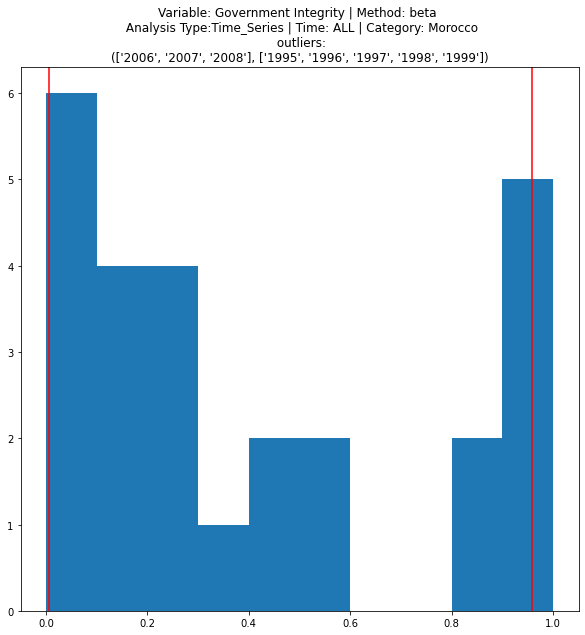 Variable: Government Integrity | Method: beta
Analysis Type:Time_Series | Time: ALL | Category: Morocco
outliers:
(['2006', '2007', '2008'], ['1995', '1996', '1997', '1998', '1999'])
6
5
4
3
2
1
0
0.0 0.2 0.4 0.6 0.8 1.0